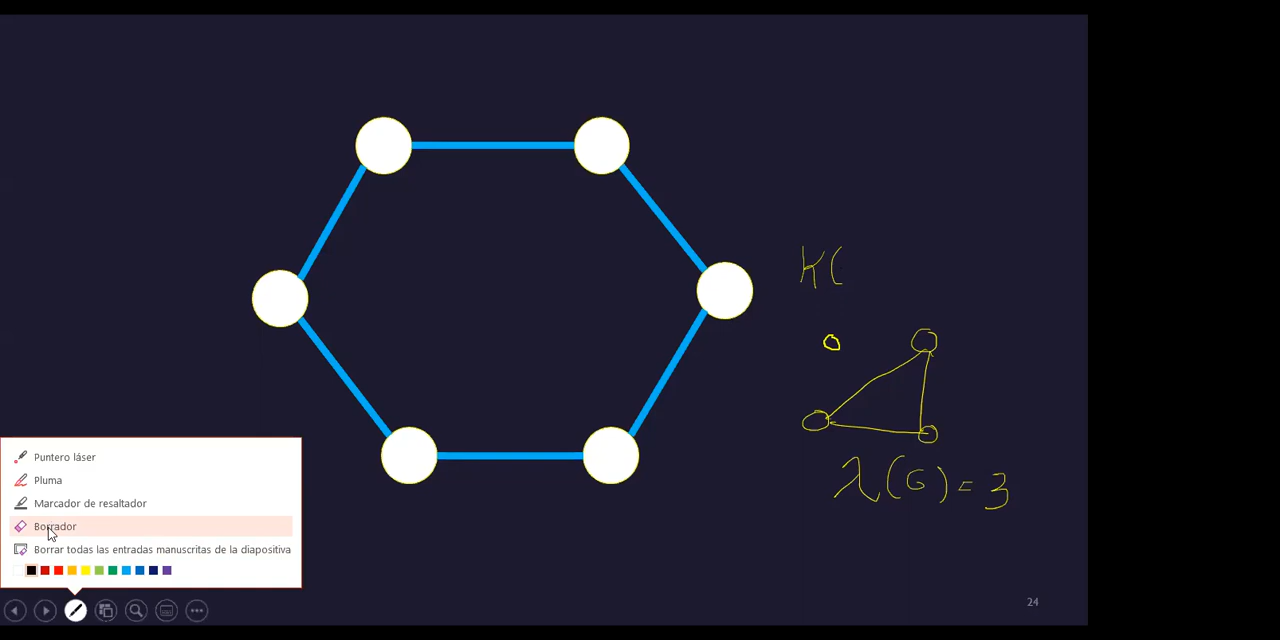 K(
λ(G)=3
Puntero láser
Pluma
Marcador de resaltador
Borrador
Borrar todas las entradas manuscritas de la diapositiva
24